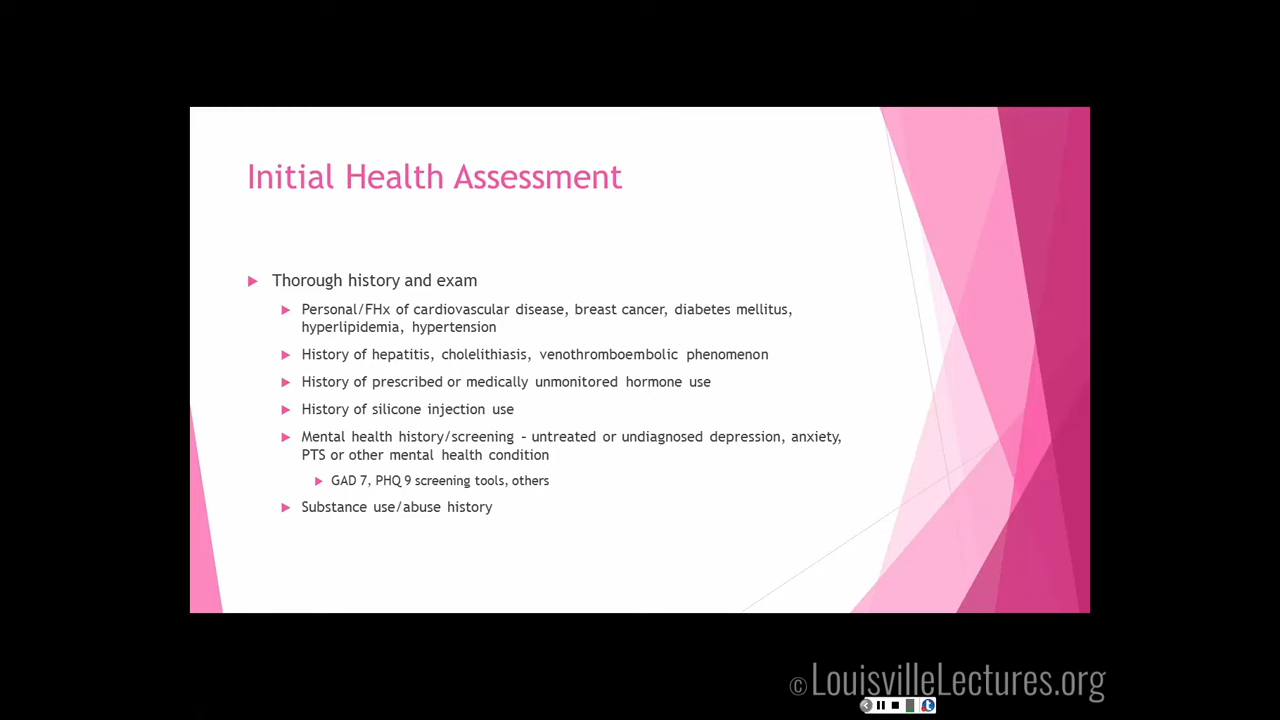 Initial Health Assessment
Thorough history and exam
Personal/FHx of cardiovascular disease, breast cancer, diabetes mellitus,
hyperlipidemia, hypertension
History of hepatitis, cholelithiasis, venothromboembolic phenomenon
History of prescribed or medically unmonitored hormone use
History of silicone injection use
Mental health history/screening – untreated or undiagnosed depression, anxiety,
PTS or other mental health condition
GAD 7, PHQ 9 screening tools, others
Substance use/abuse history
© LouisvilleLectures.org